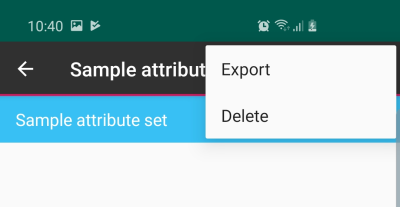 10:40
Sample attribut
Export
Sample attribute set
Delete